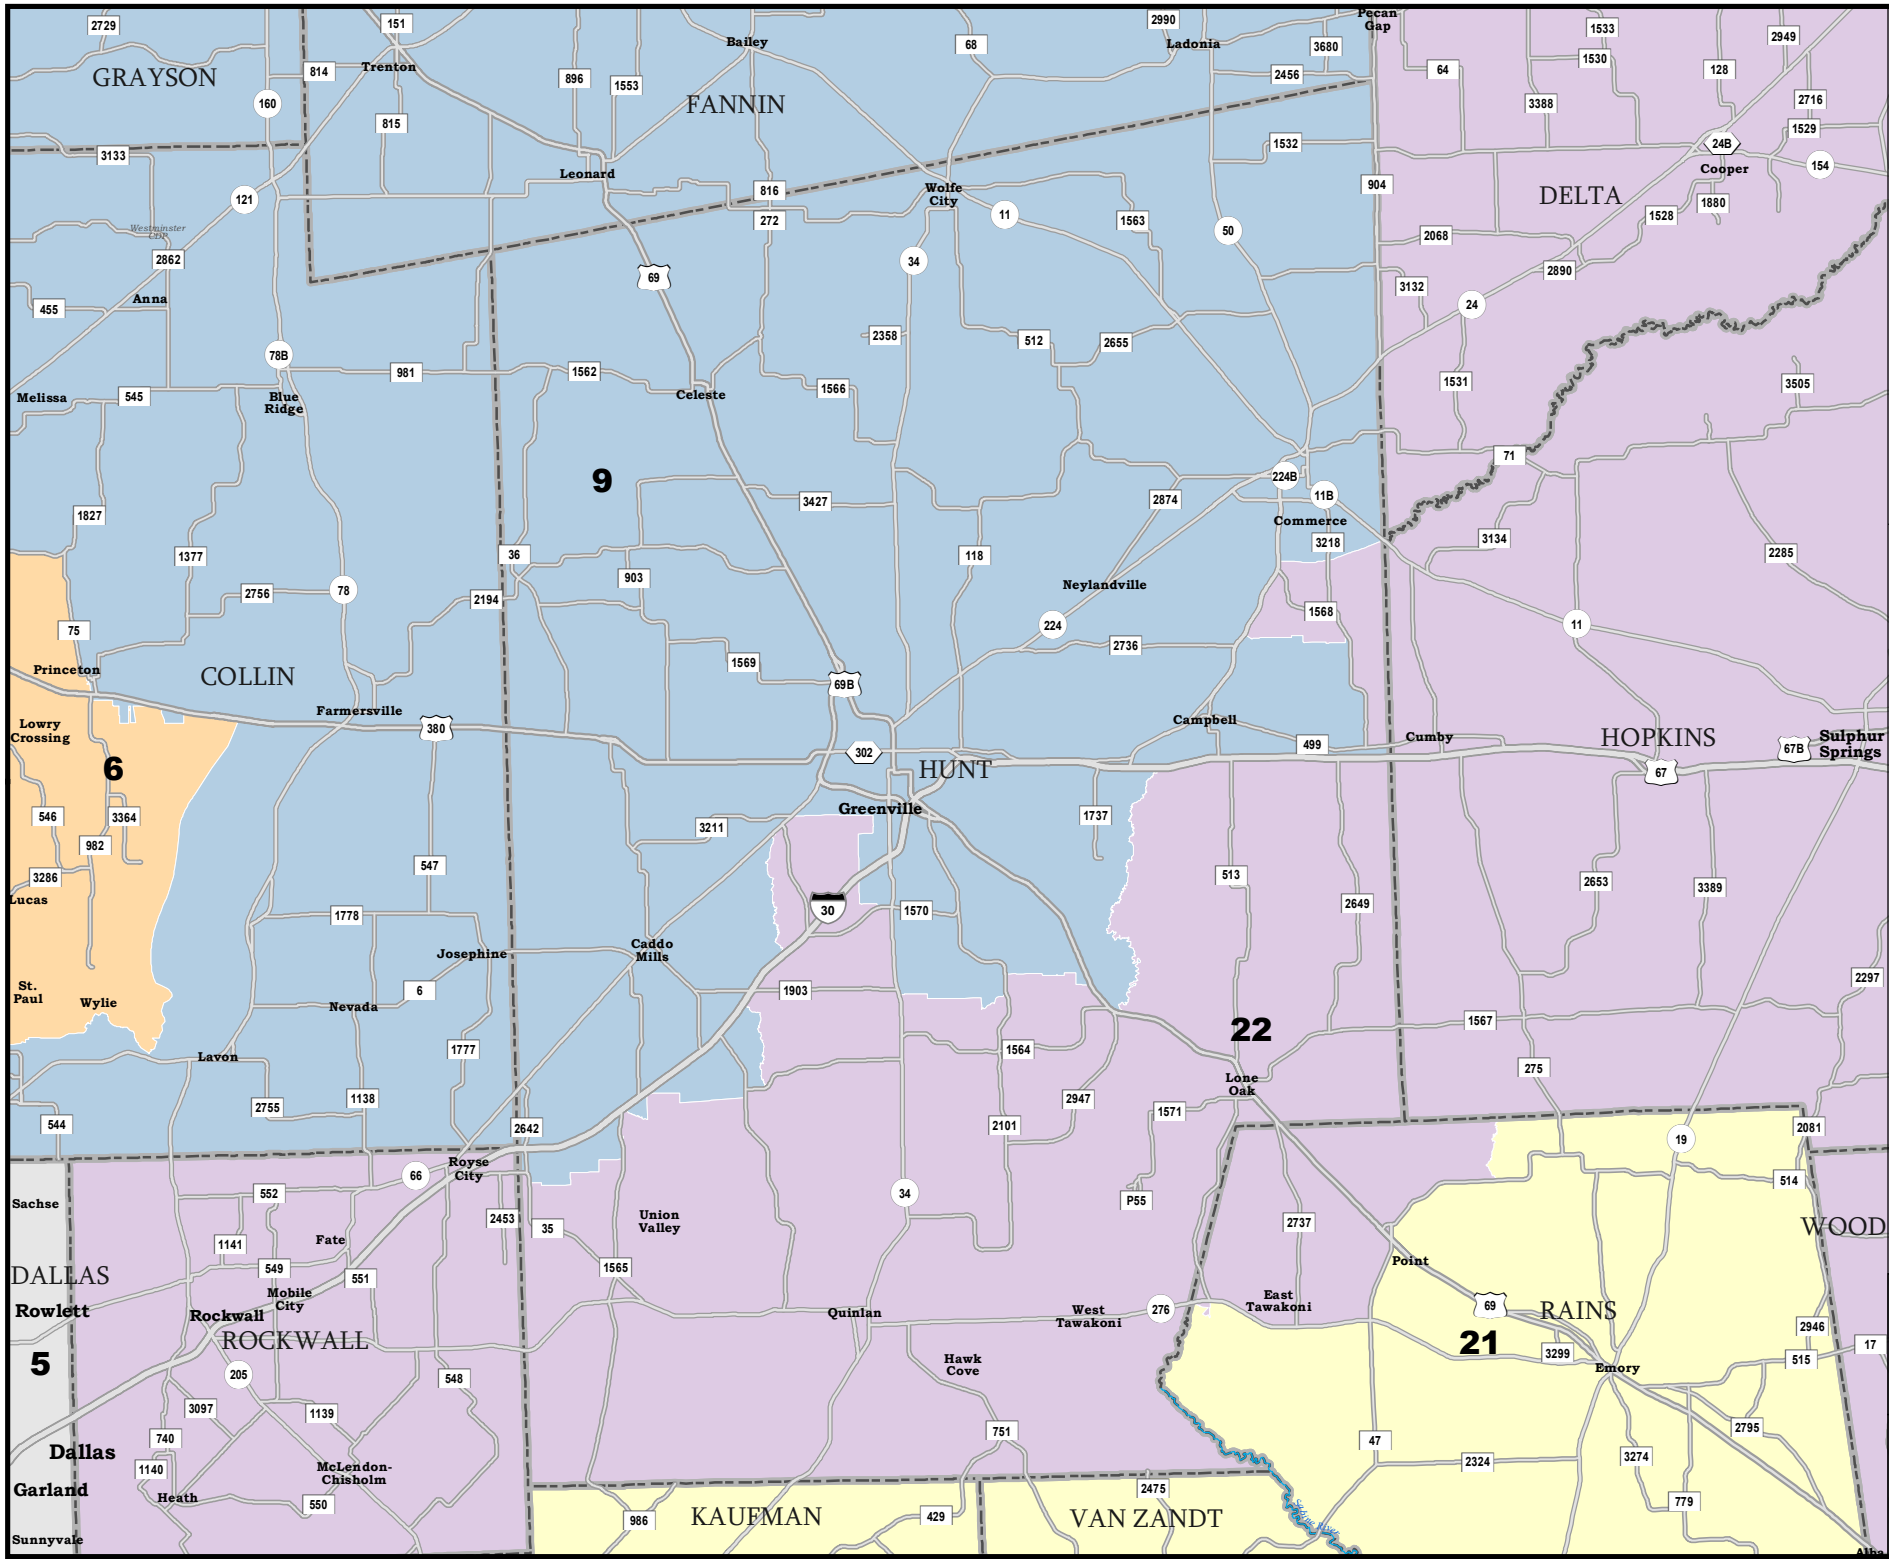 2729
151
2990
Pecan
Gap
1533
2949
Bailey
68
Ladonia
3680
1530
GRAYSON
814
Trenton
896
1553
2456
64
128
160
FANNIN
3388
2716
815
1529
3133
1532
24B
Leonard
154
Cooper
121
816
Wolfe
City
904
DELTA
272
11
1563
1528
1880
Westminster
CDP
50
2068
2862
34
69
2890
Anna
3132
455
24
2358
512
2655
78B
981
1562
1531
3505
Melissa
545
Blue
Ridge
Celeste
1566
71
9
224B
11B
1827
3427
2874
Commerce
3218
3134
1377
36
118
2285
903
Neylandville
2756
78
2194
1568
75
224
11
2736
Princeton
COLLIN
1569
69B
Lowry
Crossing
Farmersville
380
Campbell
499
Cumby
HOPKINS
67B
Sulphur
Springs
302
HUNT
67
6
546
3364
Greenville
1737
3211
982
547
3286
513
2653
3389
Lucas
1778
30
1570
2649
Josephine
Caddo
Mills
St.
Paul
Wylie
6
Nevada
1903
2297
22
1567
Lavon
1777
1564
275
Lone
Oak
2755
1138
2947
1571
544
2642
2101
2081
19
Royse
City
66
514
Sachse
552
34
P55
2453
35
Union
Valley
2737
WOOD
1141
Fate
DALLAS
549
551
1565
Point
Mobile
City
Rowlett
Rockwall
Quinlan
West
Tawakoni
276
East
Tawakoni
69
RAINS
ROCKWALL
2946
21
17
5
Hawk
Cove
3299
515
Emory
205
548
3097
1139
740
751
47
2795
Dallas
1140
McLendon-
Chisholm
2324
3274
Garland
Heath
550
2475
779
986
KAUFMAN
429
VAN ZANDT
Sabine River
Sunnyvale
Alba